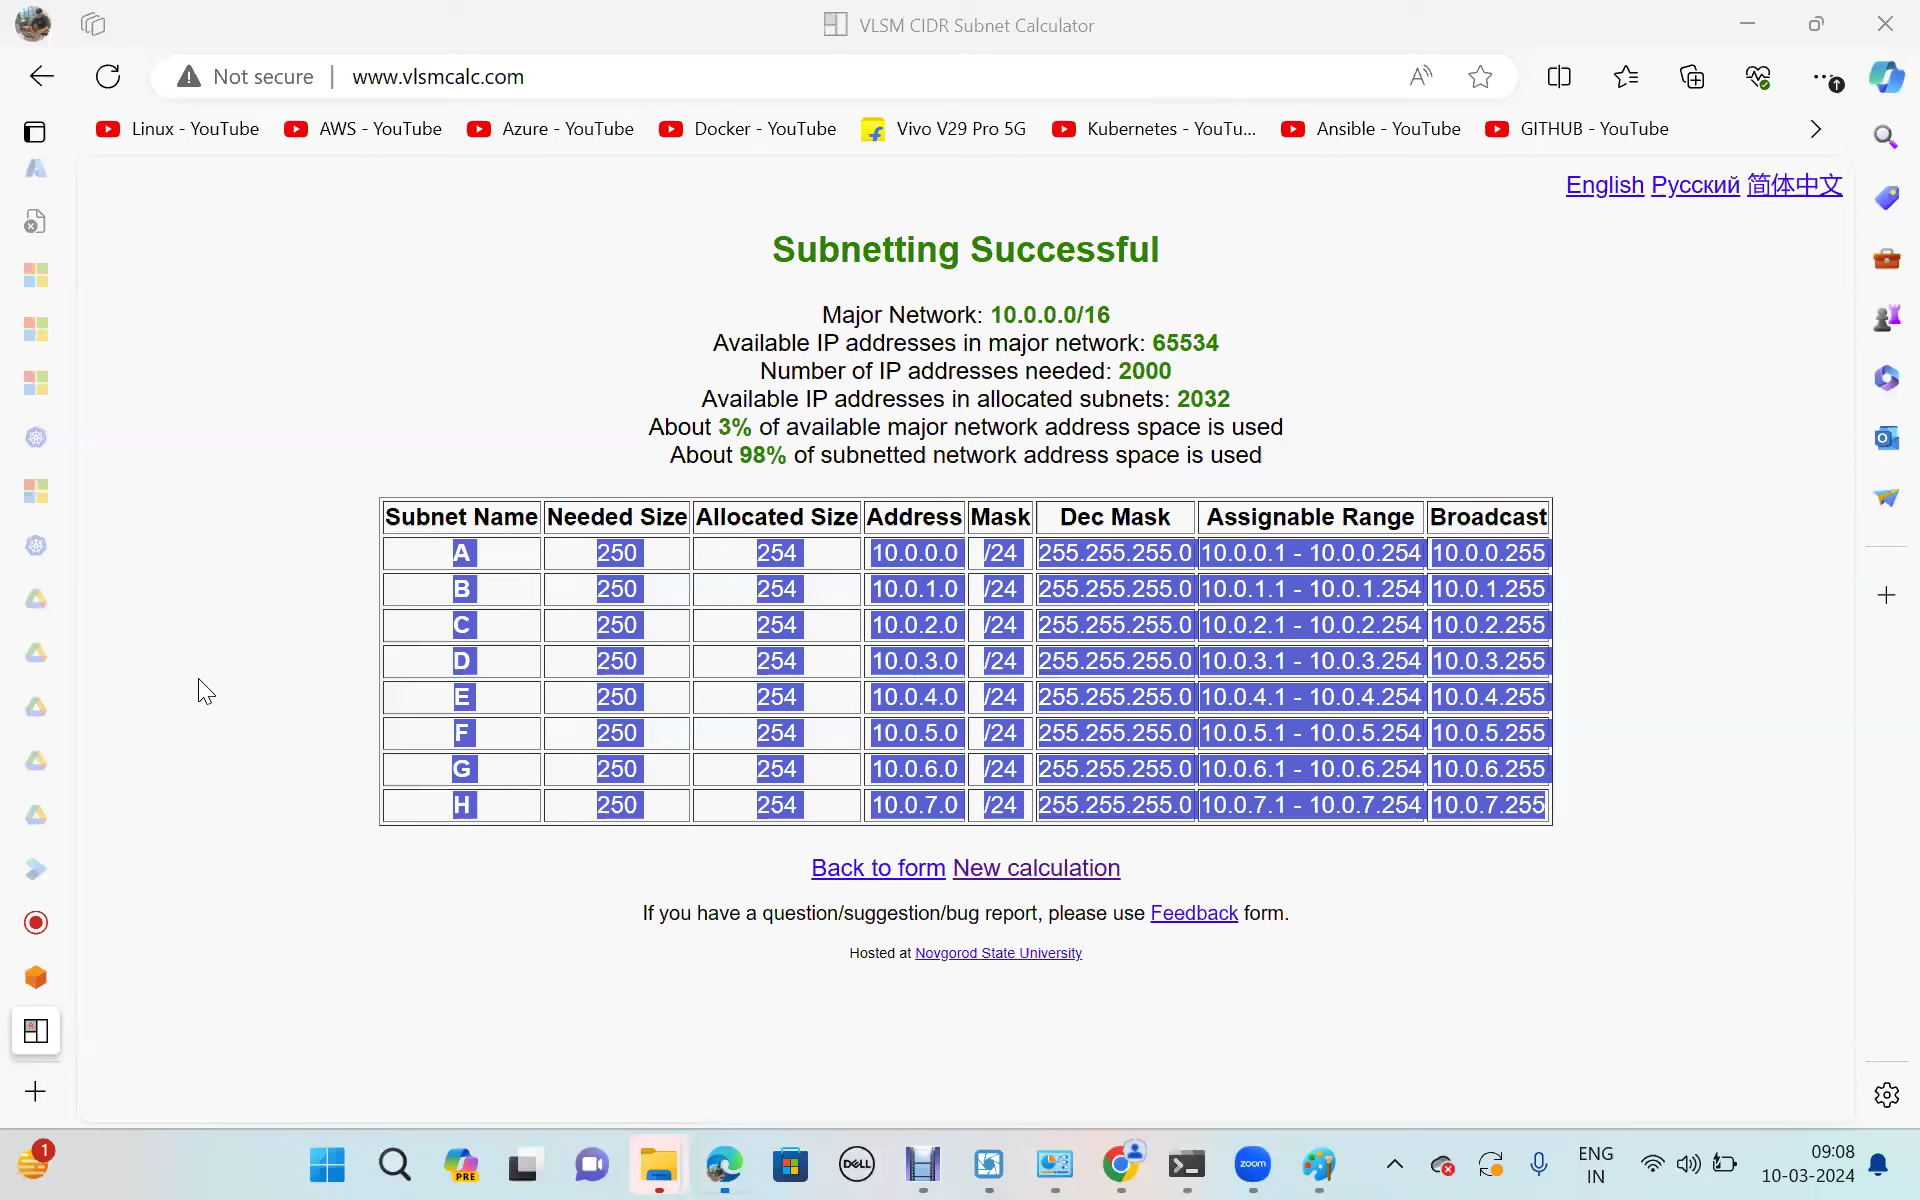 VLSM CIDR Subnet Calculator
Not secure www.vlsmcalc.com
Linux - YouTube AWS - YouTube Azure - YouTube Docker - YouTube Vivo V29 Pro 5G Kubernetes - YouTu... Ansible - YouTube GITHUB - YouTube
English Русский 简体中文
Subnetting Successful
Major Network: 10.0.0.0/16
Available IP addresses in major network: 65534
Number of IP addresses needed: 2000
Available IP addresses in allocated subnets: 2032
About 3% of available major network address space is used
About 98% of subnetted network address space is used
Subnet Name Needed Size Allocated Size Address Mask Dec Mask Assignable Range Broadcast
A 250 254 10.0.0.0 /24 255.255.255.0 10.0.0.1 - 10.0.0.254 10.0.0.255
B 250 254 10.0.1.0 /24 255.255.255.0 10.0.1.1 - 10.0.1.254 10.0.1.255
C 250 254 10.0.2.0 /24 255.255.255.0 10.0.2.1 - 10.0.2.254 10.0.2.255
D 250 254 10.0.3.0 /24 255.255.255.0 10.0.3.1 - 10.0.3.254 10.0.3.255
E 250 254 10.0.4.0 /24 255.255.255.0 10.0.4.1 - 10.0.4.254 10.0.4.255
F 250 254 10.0.5.0 /24 255.255.255.0 10.0.5.1 - 10.0.5.254 10.0.5.255
G 250 254 10.0.6.0 /24 255.255.255.0 10.0.6.1 - 10.0.6.254 10.0.6.255
H 250 254 10.0.7.0 /24 255.255.255.0 10.0.7.1 - 10.0.7.254 10.0.7.255
Back to form New calculation
If you have a question/suggestion/bug report, please use Feedback form.
Hosted at Novgorod State University
1
PRE
DELL
zoom
ENG
IN
09:08
10-03-2024